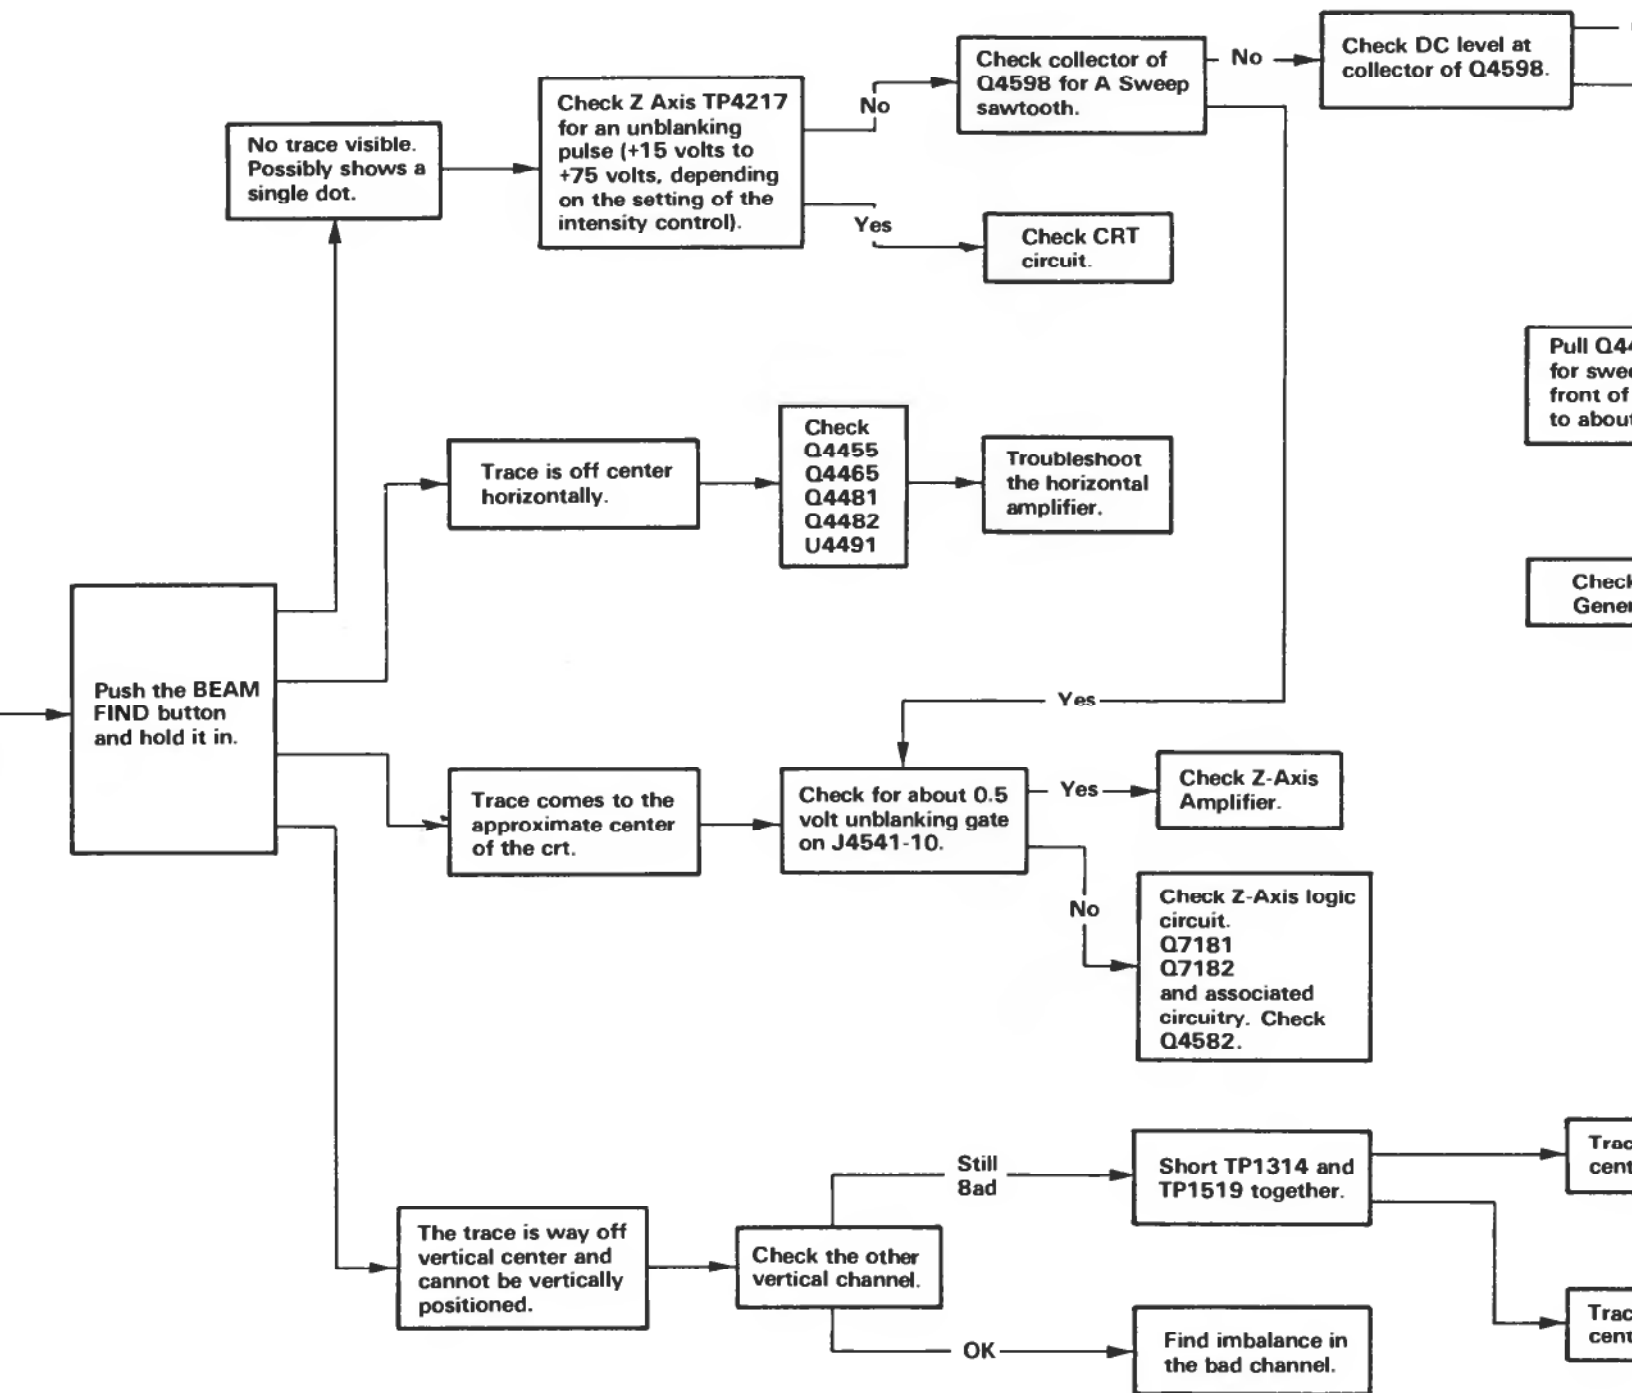 No trace visible.
Possibly shows a
single dot.
Check Z Axis TP4217
for an unblanking
pulse (+15 volts to
+75 volts, depending
on the setting of the
intensity control).
No
Check collector of
Q4598 for A Sweep
sawtooth.
No
Check DC level at
collector of Q4598.
Yes
Check CRT
circuit.
Pull
for
front of
to
Trace is off center
horizontally.
Check
Q4455
Q4465
Q4481
Q4482
U4491
Troubleshoot
the horizontal
amplifier.
Push the BEAM
FIND button
and hold it in.
Yes
Trace comes to the
approximate center
of the crt.
Check for about 0.5
volt unblanking gate
on J4541-10.
Yes
Check Z-Axis
Amplifier.
No
Check Z-Axis logic
circuit.
Q7181
Q7182
and associated
circuitry. Check
Q4582.
The trace is way off
vertical center and
cannot be vertically
positioned.
Check the other
vertical channel.
Still
Bad
Short TP1314 and
TP1519 together.
OK
Find imbalance in
the bad channel.